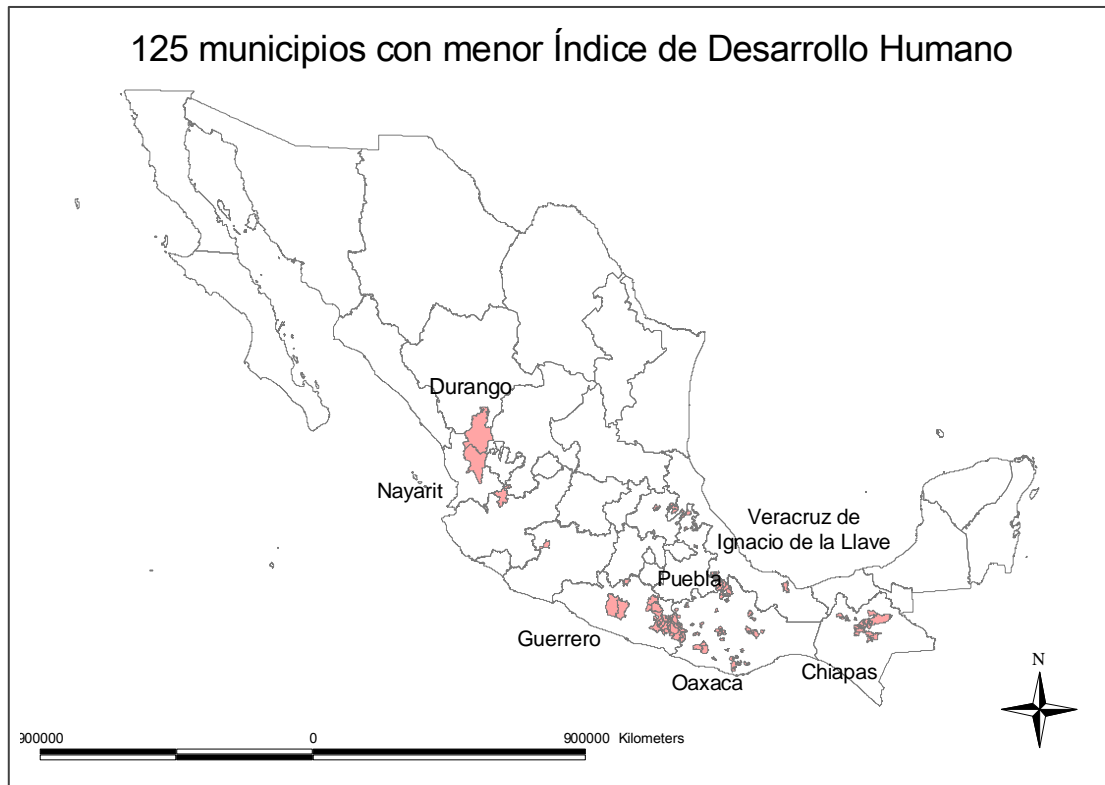 125 municipios con menor Índice de Desarrollo Humano
Durango
Nayarit
Veracruz de
Ignacio de la Llave
Puebla
Guerrero
Oaxaca
Chiapas
N
900000 0 900000 Kilometers